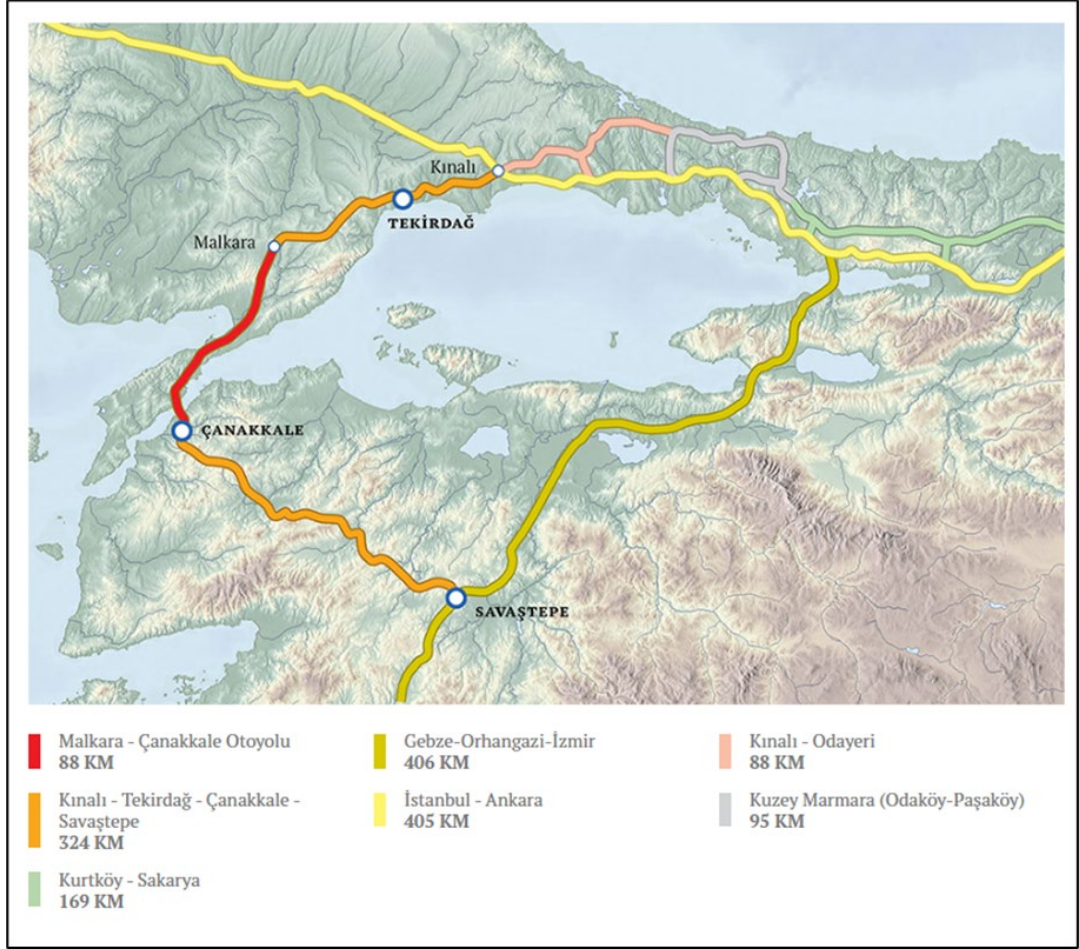 Kınalı
TEKİRDAĞ
Malkara
ÇANAKKALE
SAVAŞTEPE
Malkara - Çanakkale Otoyolu
88 KM
Kınalı - Tekirdağ - Çanakkale -
Savaştepe
324 KM
Kurtköy - Sakarya
169 KM
Gebze-Orhangazi-İzmir
406 KM
İstanbul - Ankara
405 KM
Kınalı - Odayeri
88 KM
Kuzey Marmara (Odaköy-Paşaköy)
95 KM